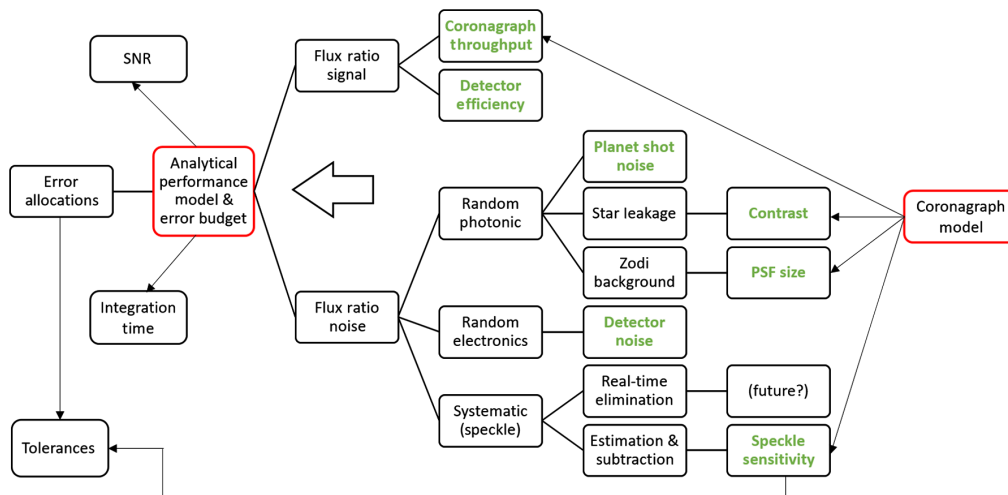 SNR
Error
allocations
Analytical
performance
model &
error budget
Integration
time
Tolerances
Flux ratio
signal
Coronagraph
throughput
Detector
efficiency
Flux ratio
noise
Random
photonic
Planet shot
noise
Star leakage
Contrast
Zodi
background
PSF size
Random
electronics
Detector
noise
Systematic
(speckle)
Real-time
elimination
(future?)
Estimation &
subtraction
Speckle
sensitivity
Coronagraph
model